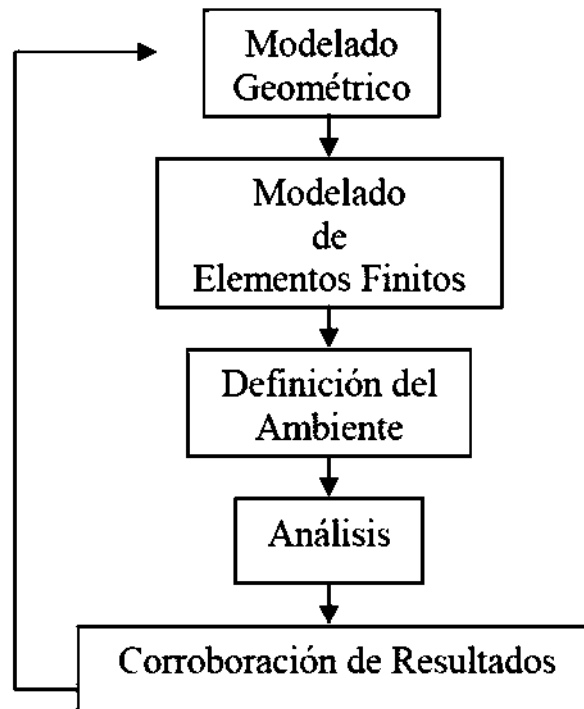 Modelado
Geométrico
Modelado
de
Elementos Finitos
Definición del
Ambiente
Análisis
Corroboración de Resultados